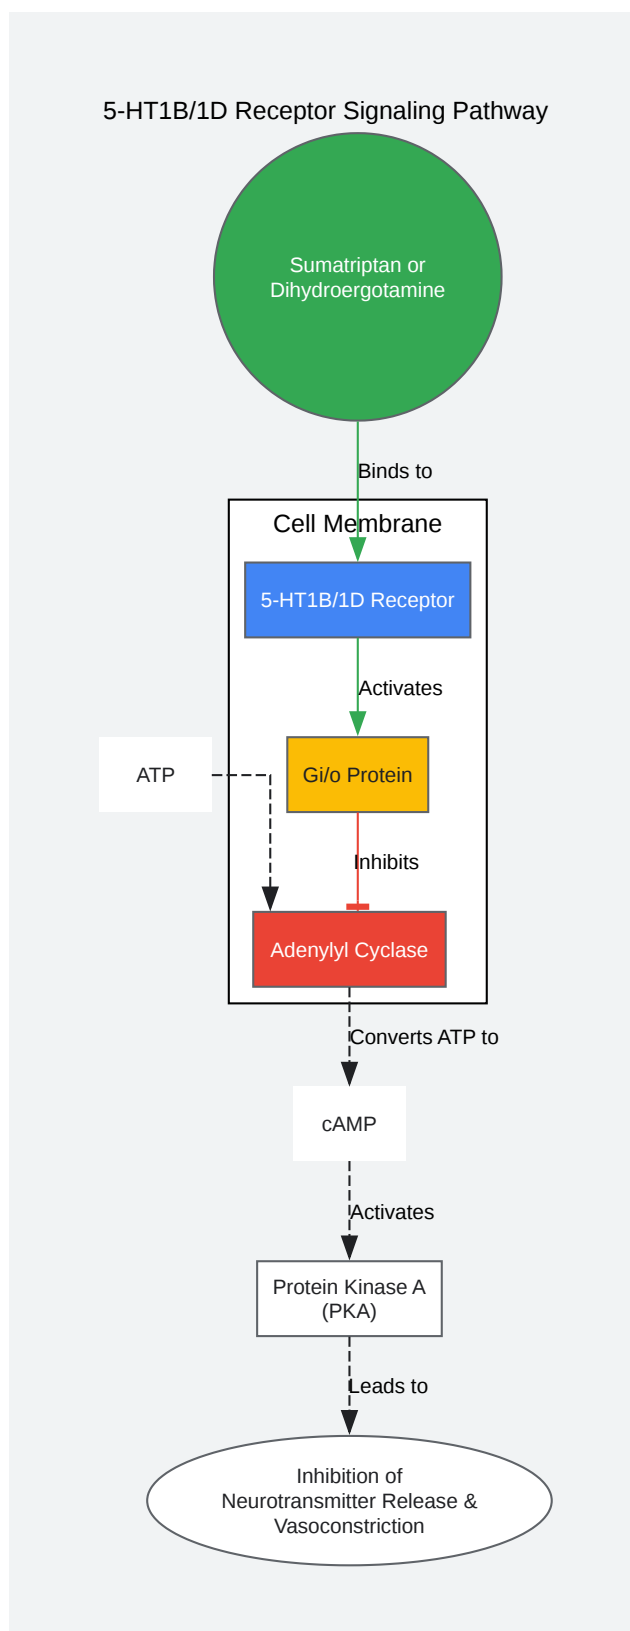 5-HT1B/1D Receptor Signaling Pathway
Sumatriptan or
Dihydroergotamine
Binds to
Cell Membrane
5-HT1B/1D Receptor
Activates
ATP
Gi/o Protein
Inhibits
Adenylyl Cyclase
Converts ATP to
cAMP
Activates
Protein Kinase A
(PKA)
Leads to
Inhibition of
Neurotransmitter Release &
Vasoconstriction